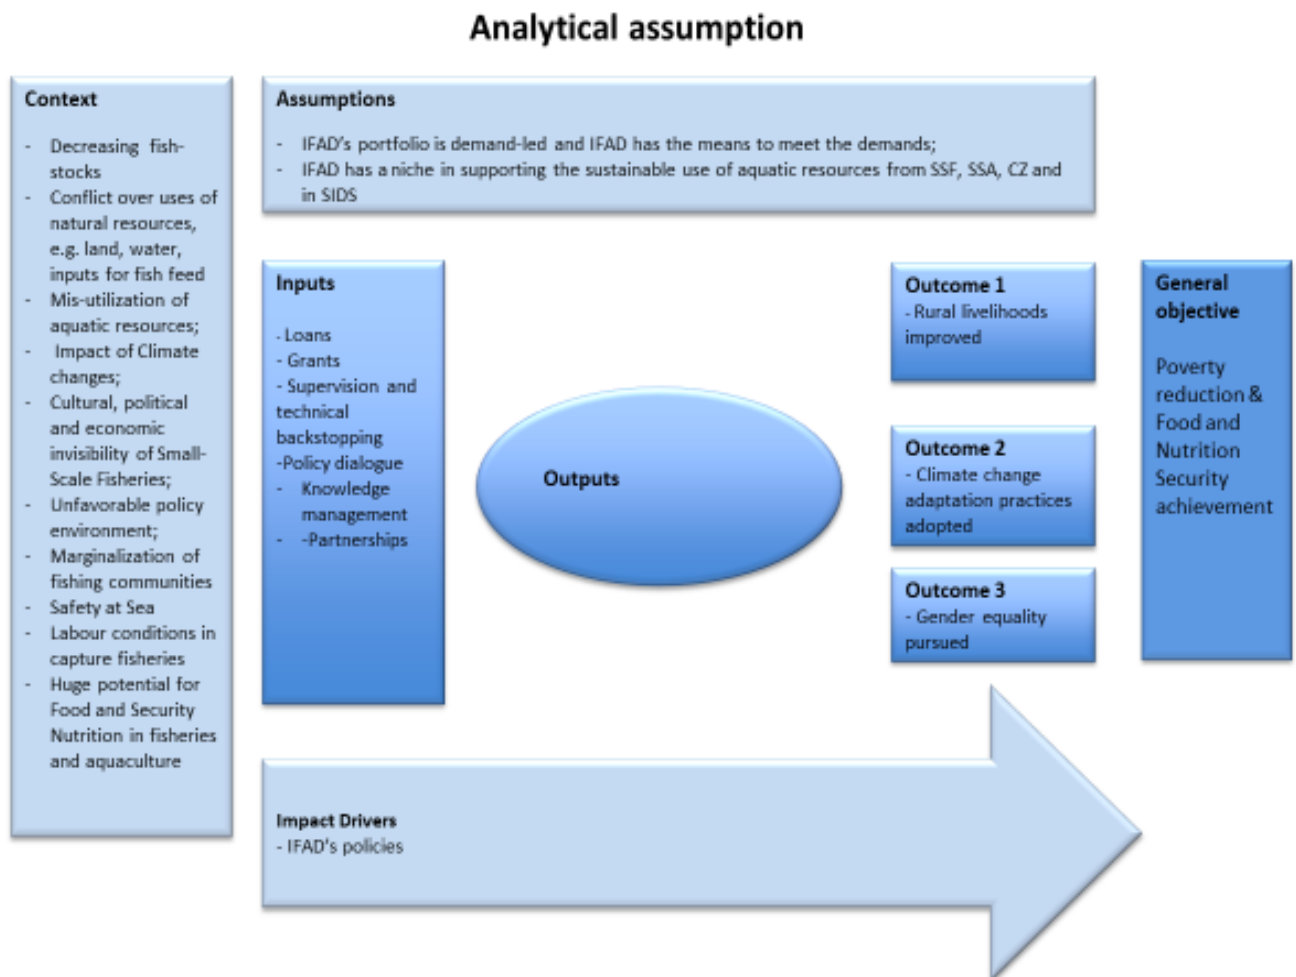 Analytical assumption
Context
- Decreasing fish-
stocks
- Conflict over uses of
natural resources,
e.g. land, water,
inputs for fish feed
- Mis-utilization of
aquatic resources;
- Impact of Climate
changes;
- Cultural, political
and economic
invisibility of Small-
Scale Fisheries;
- Unfavorable policy
environment;
- Marginalization of
fishing communities
- Safety at Sea
- Labour conditions in
capture fisheries
- Huge potential for
Food and Security
Nutrition in fisheries
and aquaculture
Assumptions
- IFAD's portfolio is demand-led and IFAD has the means to meet the demands;
- IFAD has a niche in supporting the sustainable use of aquatic resources from SSF, SSA, CZ and
in SIDS
Inputs
- Loans
- Grants
- Supervision and
technical
backstopping
-Policy dialogue
- Knowledge
management
- -Partnerships
Outputs
Outcome 1
- Rural livelihoods
improved
Outcome 2
- Climate change
adaptation practices
adopted
Outcome 3
- Gender equality
pursued
General
objective
Poverty
reduction &
Food and
Nutrition
Security
achievement
Impact Drivers
- IFAD's policies